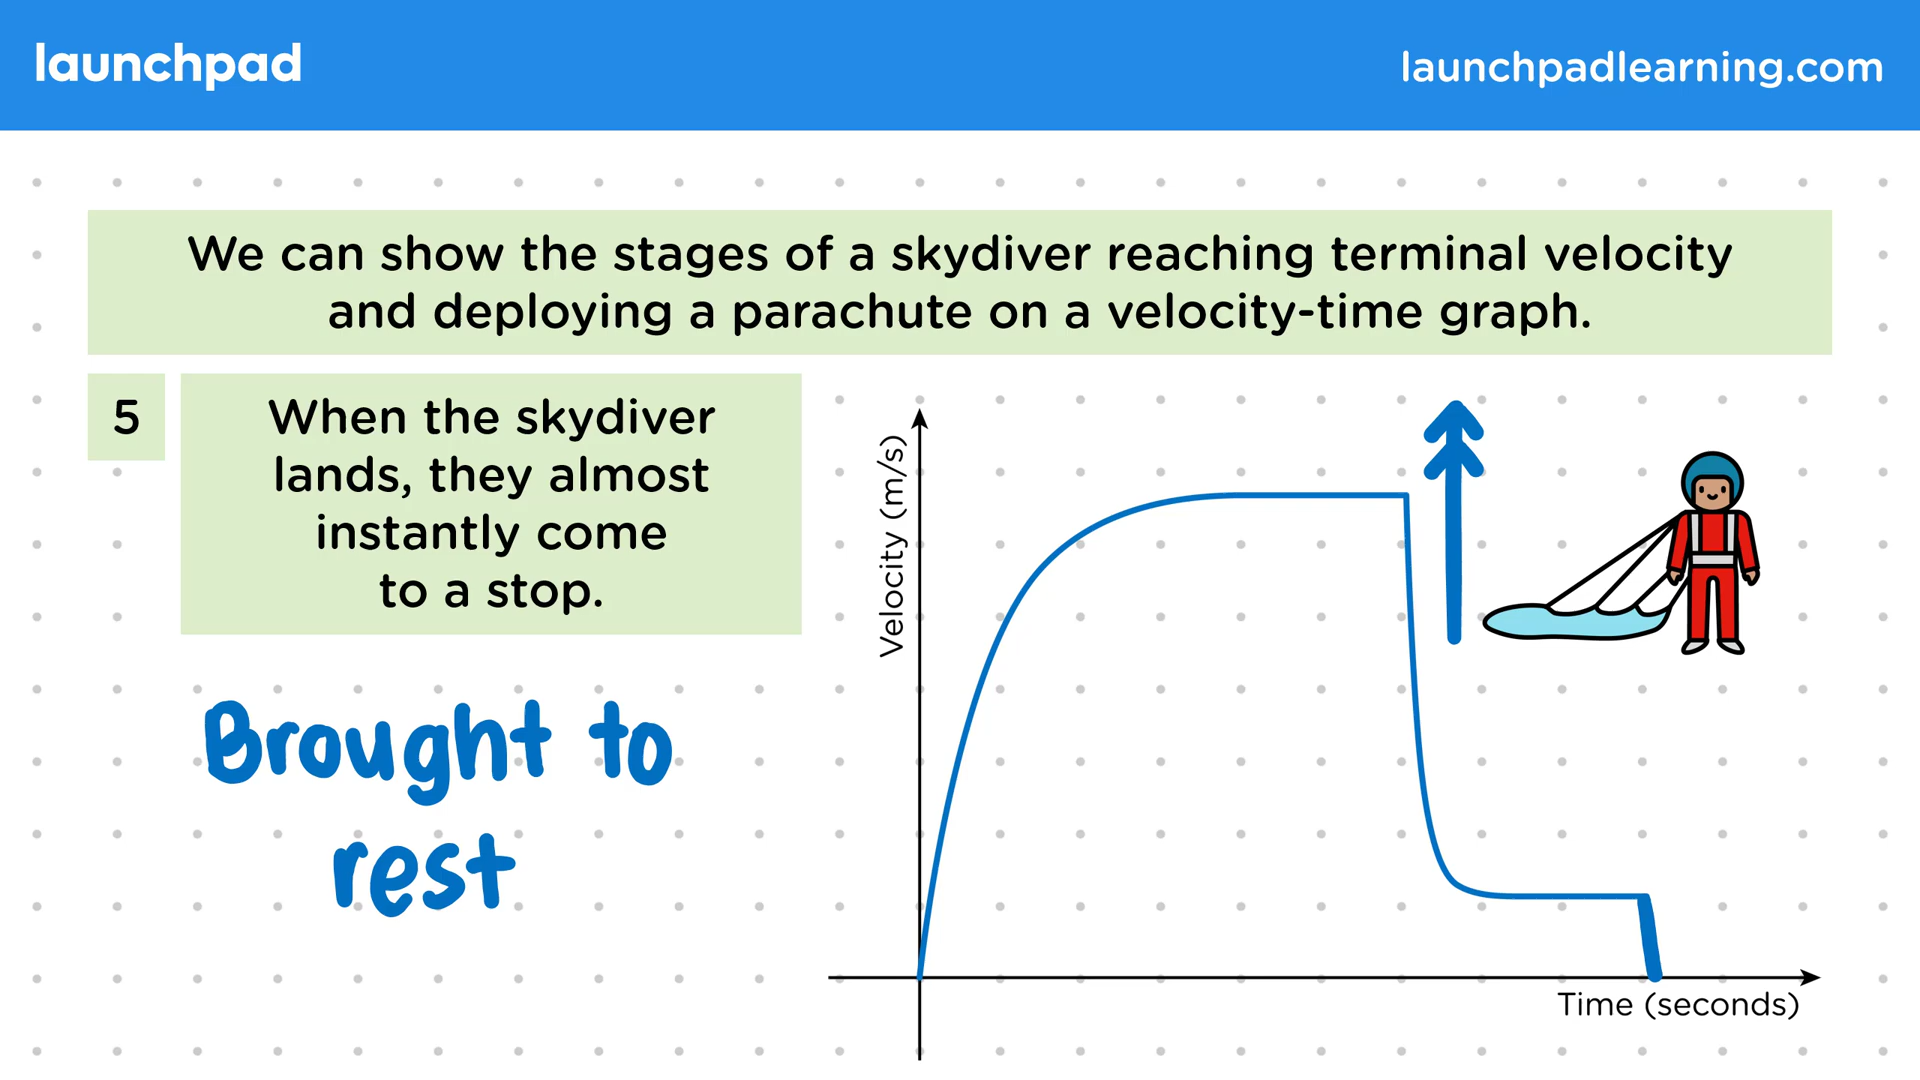 launchpad
launchpadlearning.com
We can show the stages of a skydiver reaching terminal velocity
and deploying a parachute on a velocity-time graph.
5
When the skydiver
lands, they almost
instantly come
to a stop.
Brought to
rest
Velocity (m/s)
Time (seconds)